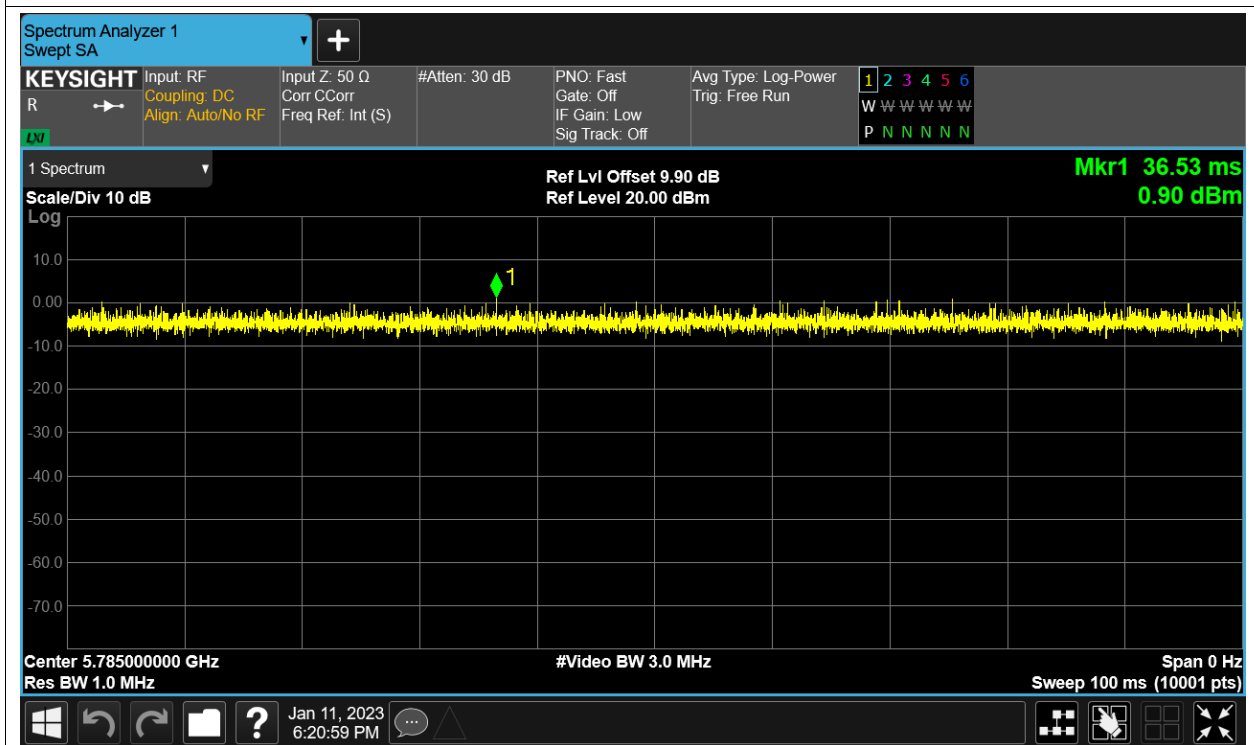 Spectrum Analyzer 1
Swept SA
KEYSIGHT
R
LXI
Input: RF
Coupling: DC
Align: Auto/No RF
Input Z: 50 Ω
Corr CCorr
Freq Ref: Int (S)
#Atten: 30 dB
PNO: Fast
Gate: Off
IF Gain: Low
Sig Track: Off
Avg Type: Log-Power
Trig: Free Run
1 2 3 4 5 6
W W W W W W
P N N N N N
1 Spectrum
Scale/Div 10 dB
Ref Lvl Offset 9.90 dB
Ref Level 20.00 dBm
Mkr1 36.53 ms
0.90 dBm
Log
10.0
1
0.00
-10.0
-20.0
-30.0
-40.0
-50.0
-60.0
-70.0
Center 5.785000000 GHz
#Video BW 3.0 MHz
Span 0 Hz
Res BW 1.0 MHz
Sweep 100 ms (10001 pts)
?
Jan 11, 2023
6:20:59 PM